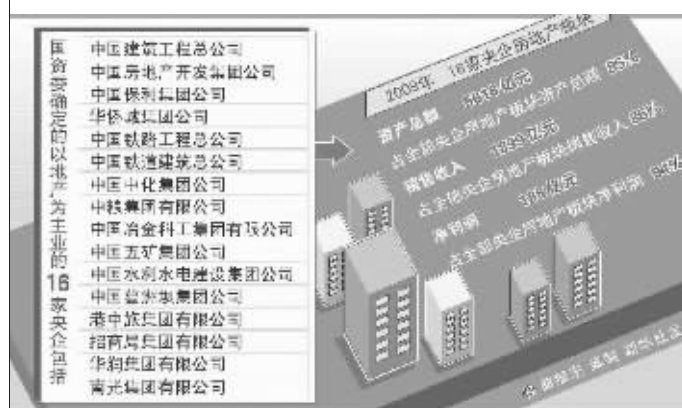 国资委确定的以地产为主业的16家央企包括
中国建筑工程总公司
中国房地产开发集团公司
中国保利集团公司
华侨城集团公司
中国铁路工程总公司
中国铁道建筑总公司
中国中化集团公司
中粮集团有限公司
中国冶金科工集团有限公司
中国五矿集团公司
中国水利水电建设集团公司
中国葛洲坝集团公司
港中旅集团有限公司
招商局集团有限公司
华润集团有限公司
南光集团有限公司
2009年 16家央企房地产板块
资产总额
占全部央企房地产板块资产总额 85%
销售收入
占全部央企房地产板块销售收入 86%
净利润
占全部央企房地产板块净利润 94%